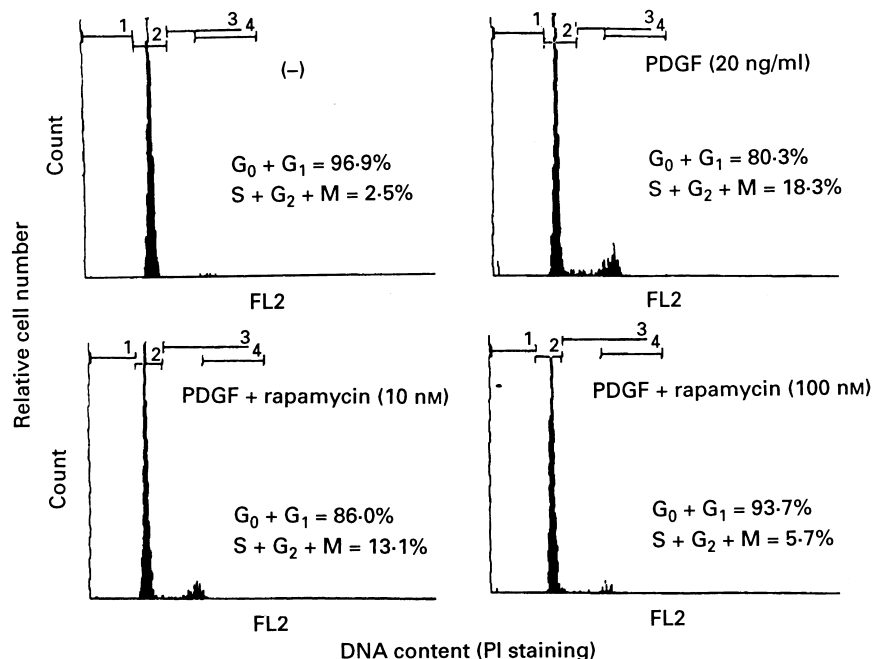 Relative cell number
1 2 3 4
(–)
Count
G₀ + G₁ = 96·9%
S + G₂ + M = 2·5%
FL2
1 2 3 4
PDGF (20 ng/ml)
G₀ + G₁ = 80·3%
S + G₂ + M = 18·3%
FL2
1 2 3 4
PDGF + rapamycin (10 nM)
Count
G₀ + G₁ = 86·0%
S + G₂ + M = 13·1%
FL2
1 2 3 4
PDGF + rapamycin (100 nM)
G₀ + G₁ = 93·7%
S + G₂ + M = 5·7%
FL2
DNA content (PI staining)